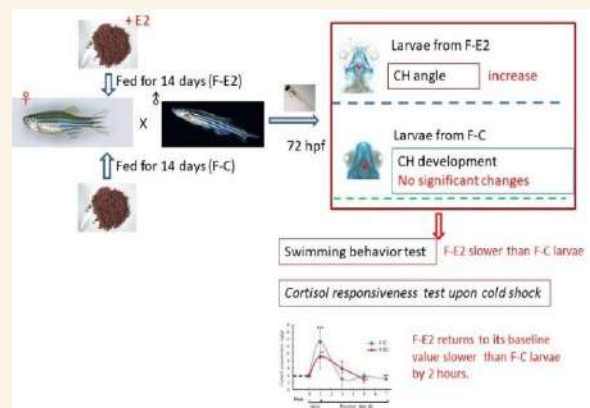 + E2
Fed for 14 days (F-E2)
♀
X
♂
Fed for 14 days (F-C)
72 hpf
Larvae from F-E2
CH angle
increase
Larvae from F-C
CH development
No significant changes
Swimming behavior test
F-E2 slower than F-C larvae
Cortisol responsiveness test upon cold shock
F-E2 returns to its baseline
value slower than F-C larvae
by 2 hours.